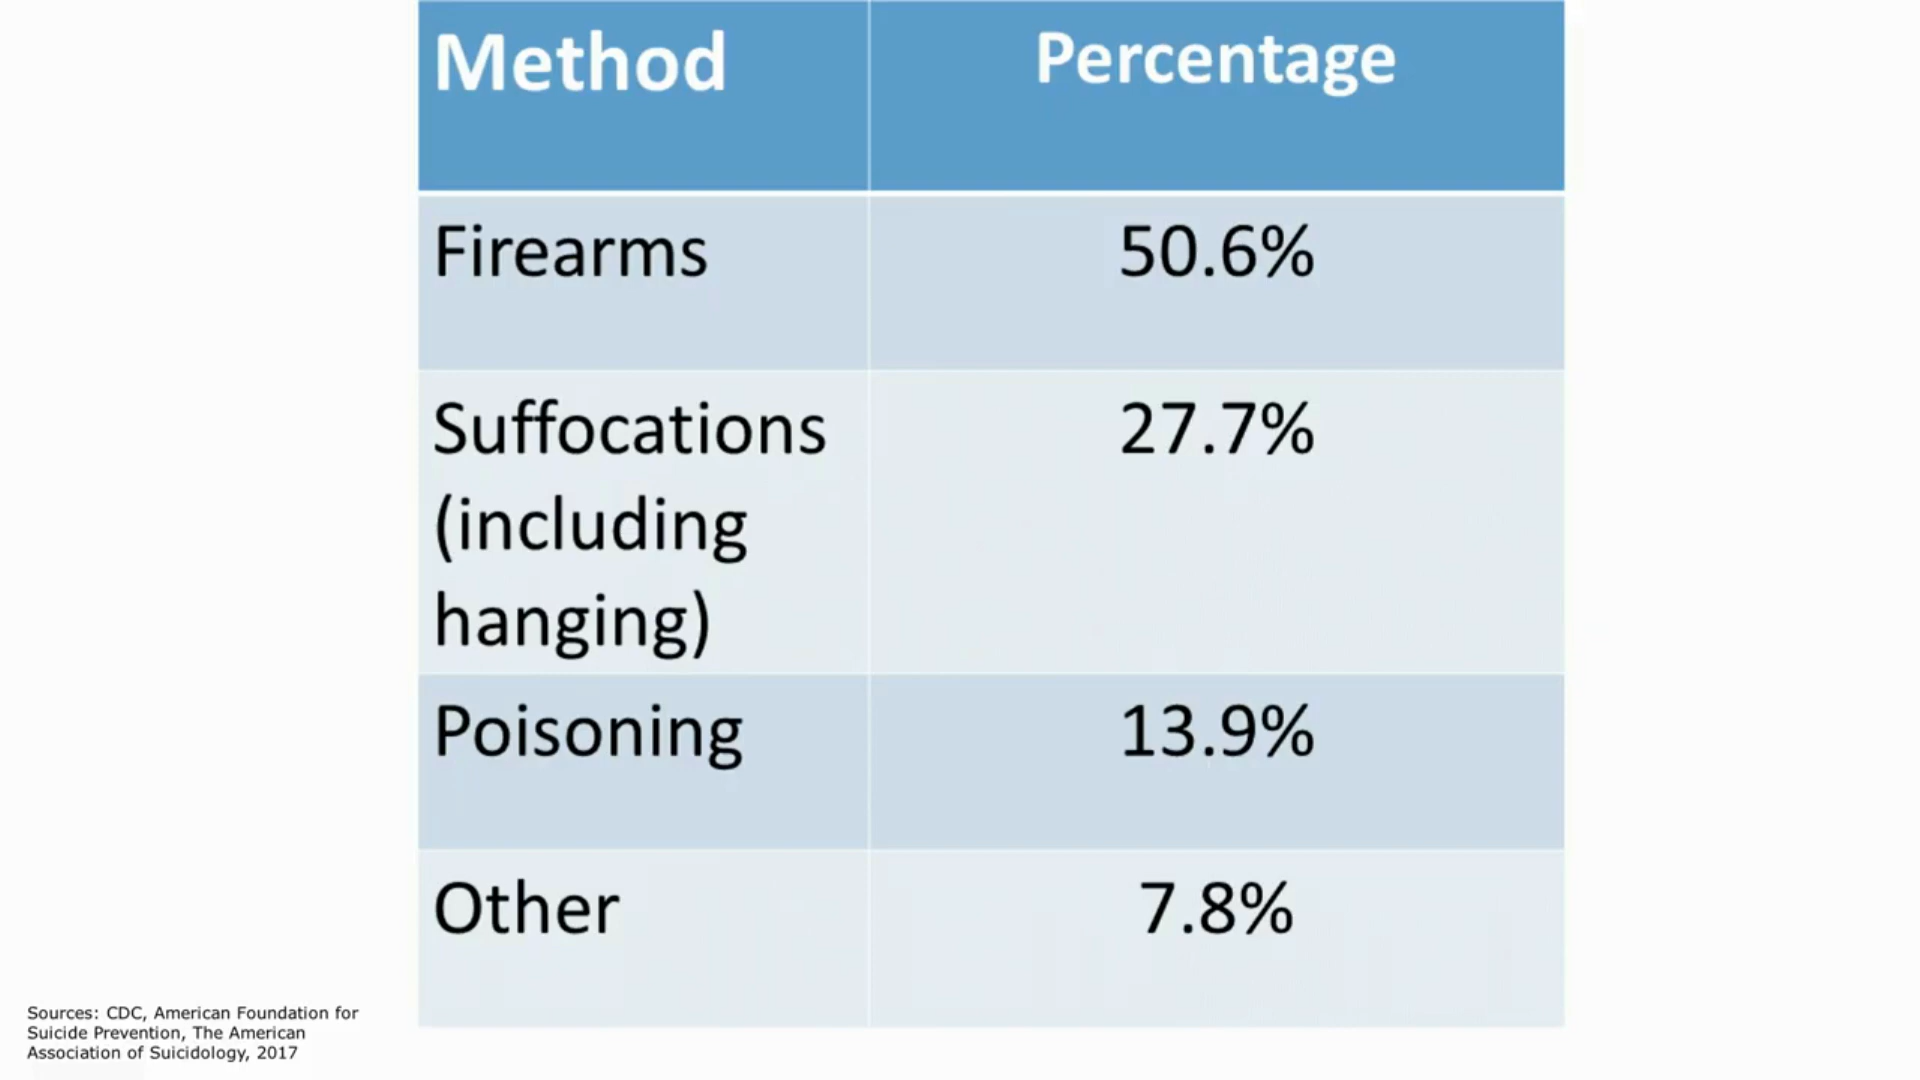 Method Percentage
Firearms 50.6%
Suffocations 27.7%
(including
hanging)
Poisoning 13.9%
Other 7.8%
Sources: CDC, American Foundation for
Suicide Prevention, The American
Association of Suicidology, 2017